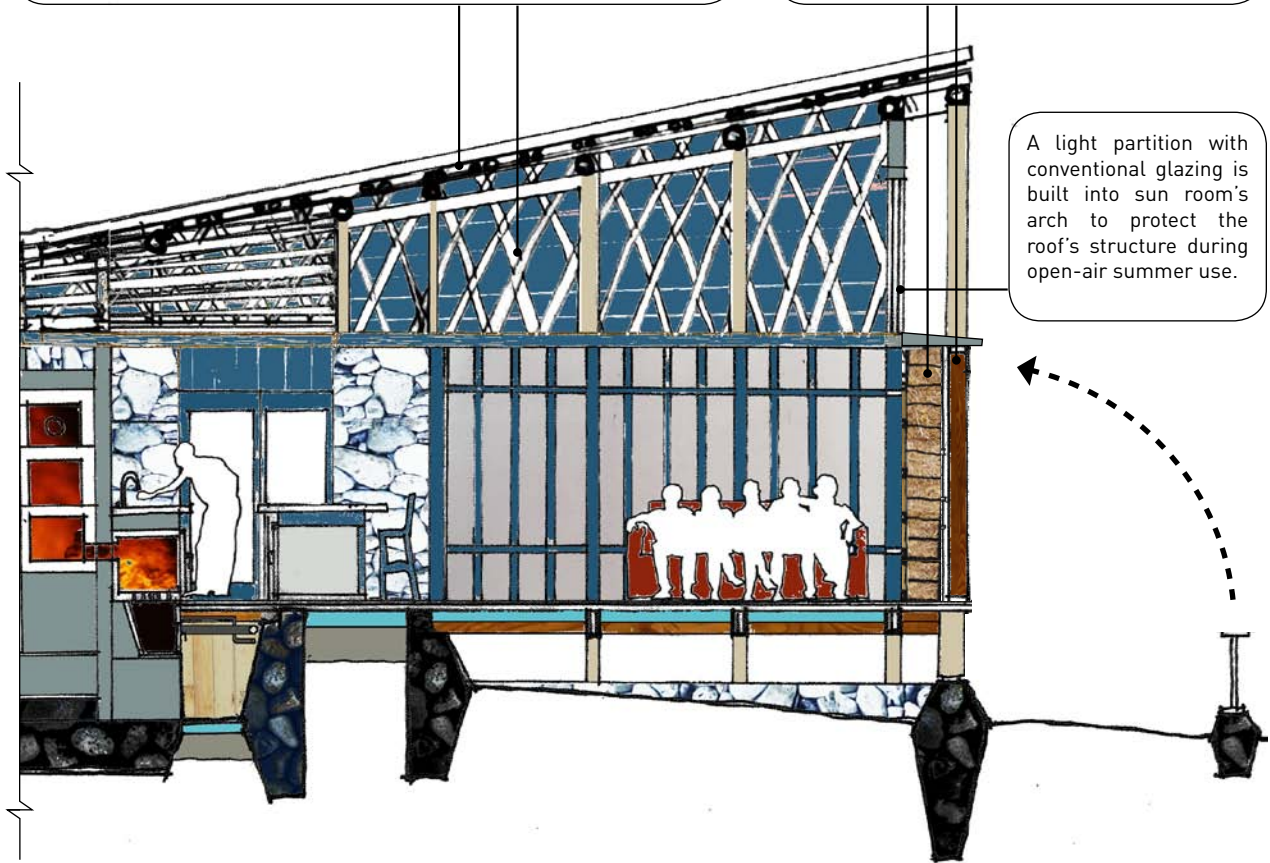 A light partition with
conventional glazing is
built into sun room's
arch to protect the
roof's structure during
open-air summer use.